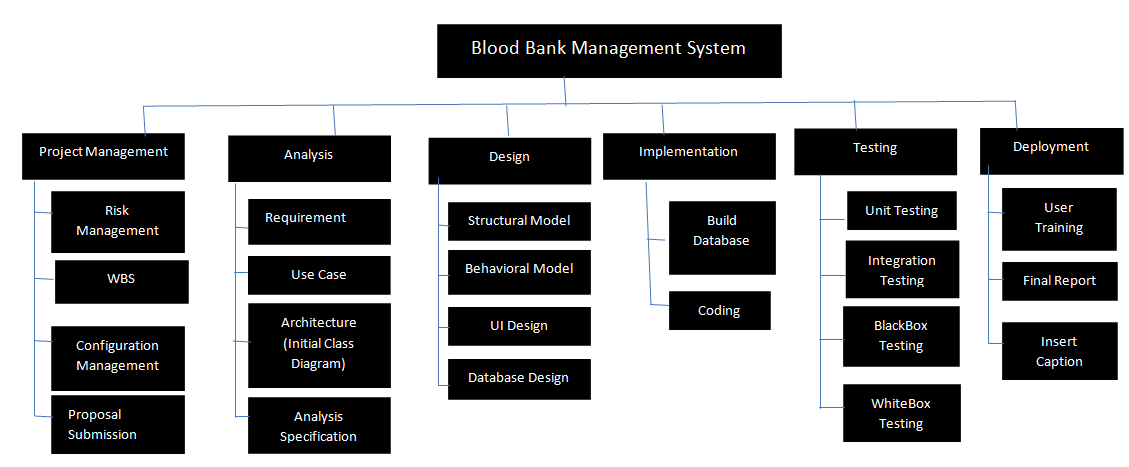 Blood Bank Management System
Project Management
Risk
Management
WBS
Configuration
Management
Proposal
Submission
Analysis
Requirement
Use Case
Architecture
(Initial Class
Diagram)
Analysis
Specification
Design
Structural Model
Behavioral Model
UI Design
Database Design
Implementation
Build
Database
Coding
Testing
Unit Testing
Integration
Testing
BlackBox
Testing
WhiteBox
Testing
Deployment
User
Training
Final Report
Insert
Caption